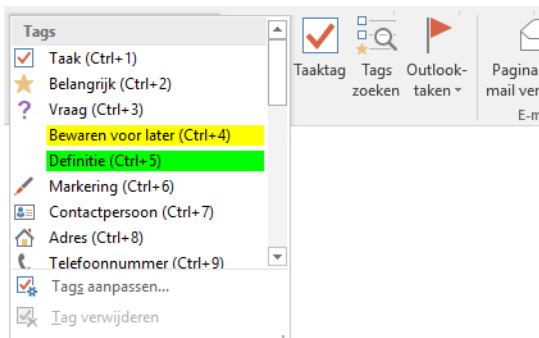 Tags
Taak (Ctrl+1)
Belangrijk (Ctrl+2)
Vraag (Ctrl+3)
Bewaren voor later (Ctrl+4)
Definitie (Ctrl+5)
Markering (Ctrl+6)
Contactpersoon (Ctrl+7)
Adres (Ctrl+8)
Telefoonnummer (Ctrl+9)
Tags aanpassen...
Tag verwijderen
Taaktag
Tags
zoeken
Outlook-
taken
Pagina
mail ver
E-m